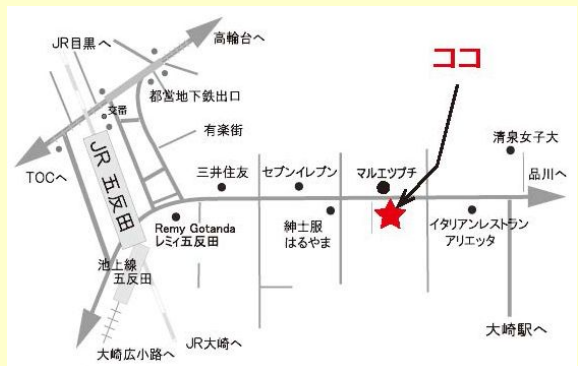 JR目黒へ
高輪台へ
ココ
都営地下鉄出口
交番
有楽街
清泉女子大
TOCへ
JR 五反田
三井住友
セブンイレブン
マルエツプチ
品川へ
Remy Gotanda
レミィ五反田
紳士服
はるやま
イタリアンレストラン
アリエッタ
池上線
五反田
大崎広小路へ
JR大崎へ
大崎駅へ